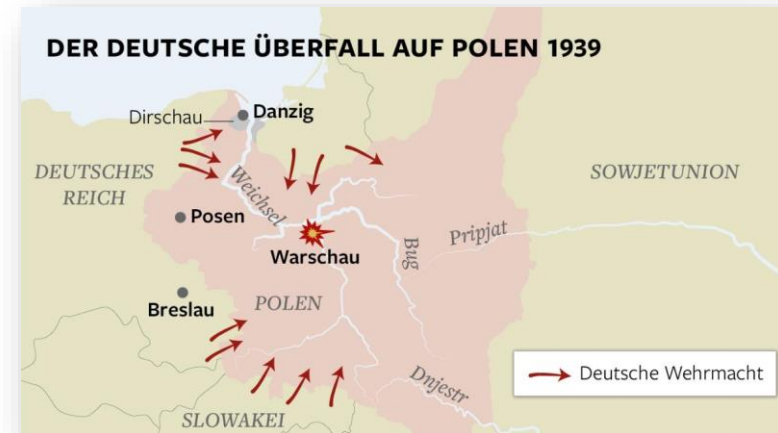 DER DEUTSCHE ÜBERFALL AUF POLEN 1939
Dirschau
Danzig
DEUTSCHES
REICH
SOWJETUNION
Weichsel
Posen
Pripjat
Bug
Warschau
Breslau
POLEN
Dnjestr
Deutsche Wehrmacht
SLOWAKEI